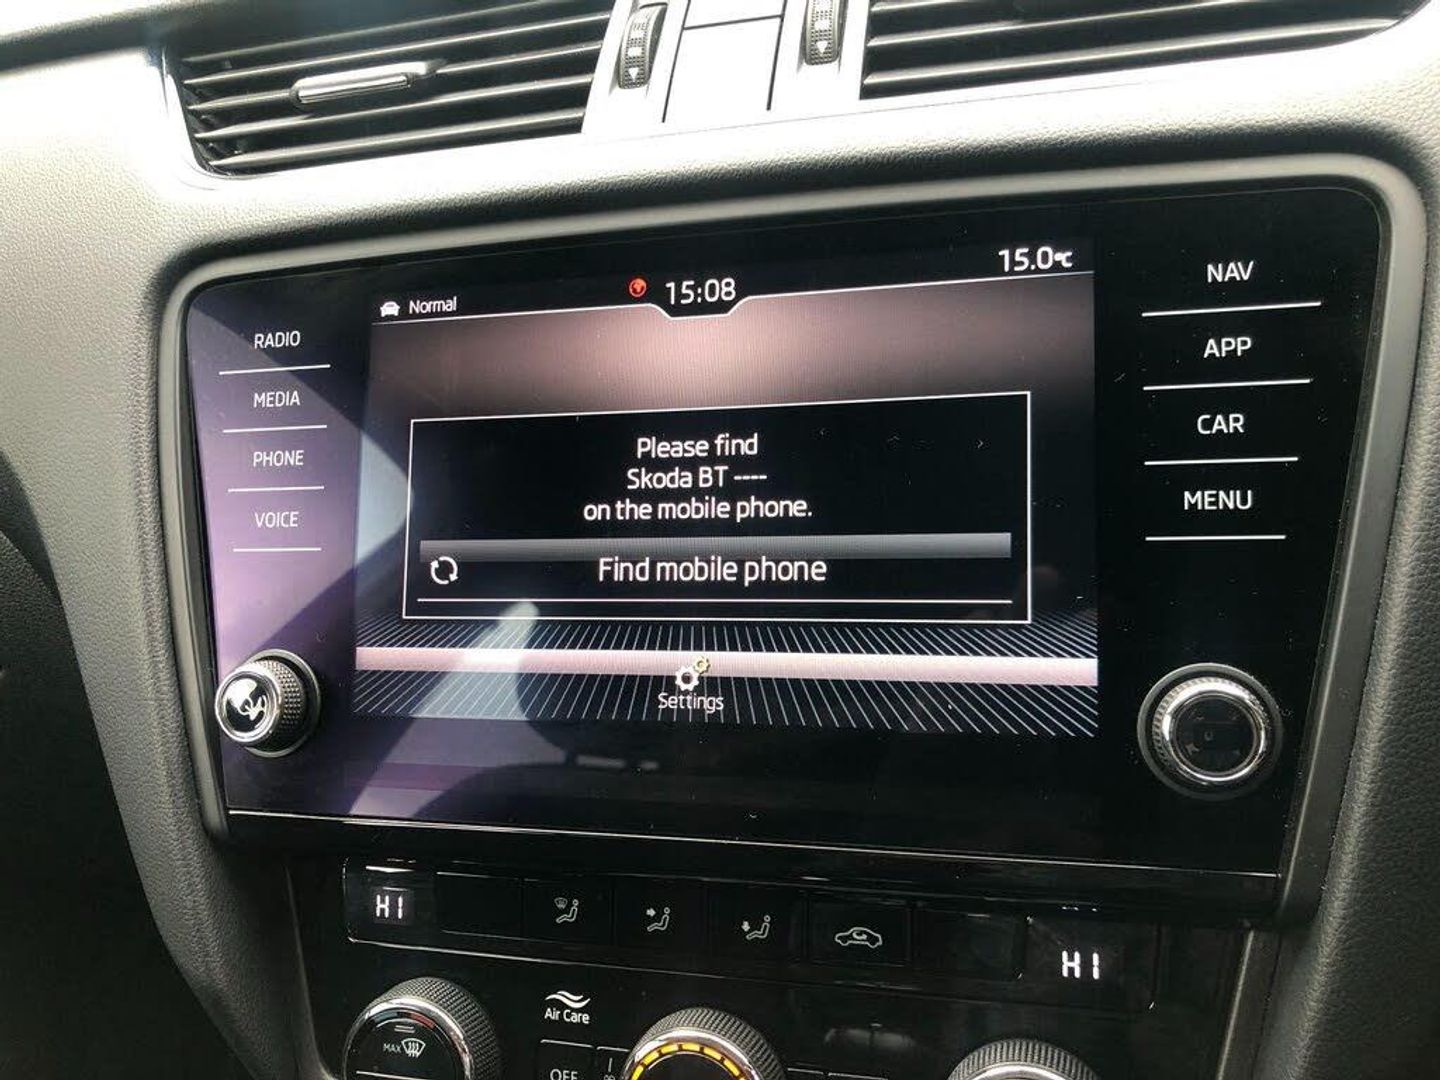 Normal
15:08
15.0°C
RADIO
MEDIA
PHONE
VOICE
Please find
Skoda BT ----
on the mobile phone.
Find mobile phone
Settings
NAV
APP
CAR
MENU
HI
HI
Air Care
MAX
OFF